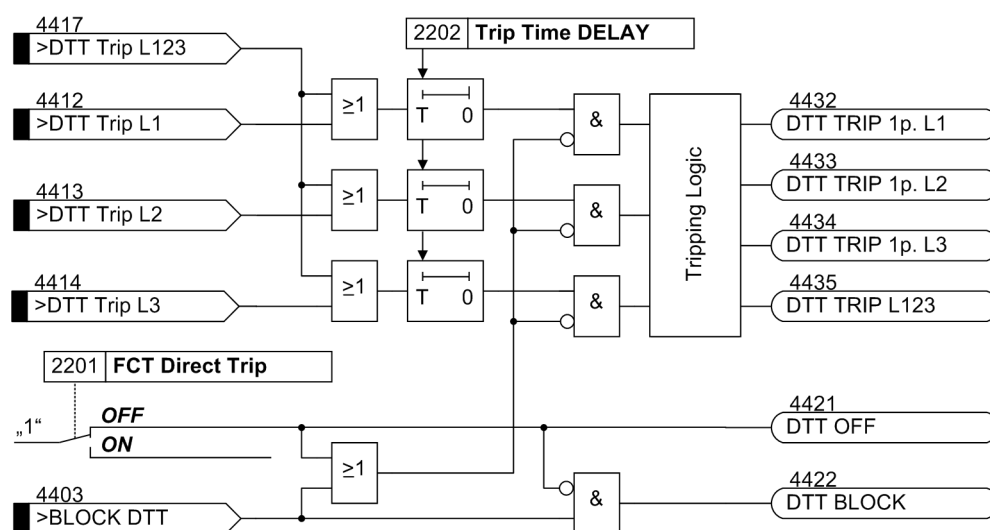 4417
>DTT Trip L123
2202 Trip Time DELAY
4412
>DTT Trip L1
≥1
T 0
&
4432
DTT TRIP 1p. L1
4433
DTT TRIP 1p. L2
4413
>DTT Trip L2
≥1
T 0
&
Tripping Logic
4434
DTT TRIP 1p. L3
4414
>DTT Trip L3
≥1
T 0
&
4435
DTT TRIP L123
2201 FCT Direct Trip
„1“
OFF
ON
4421
DTT OFF
≥1
4403
>BLOCK DTT
&
4422
DTT BLOCK